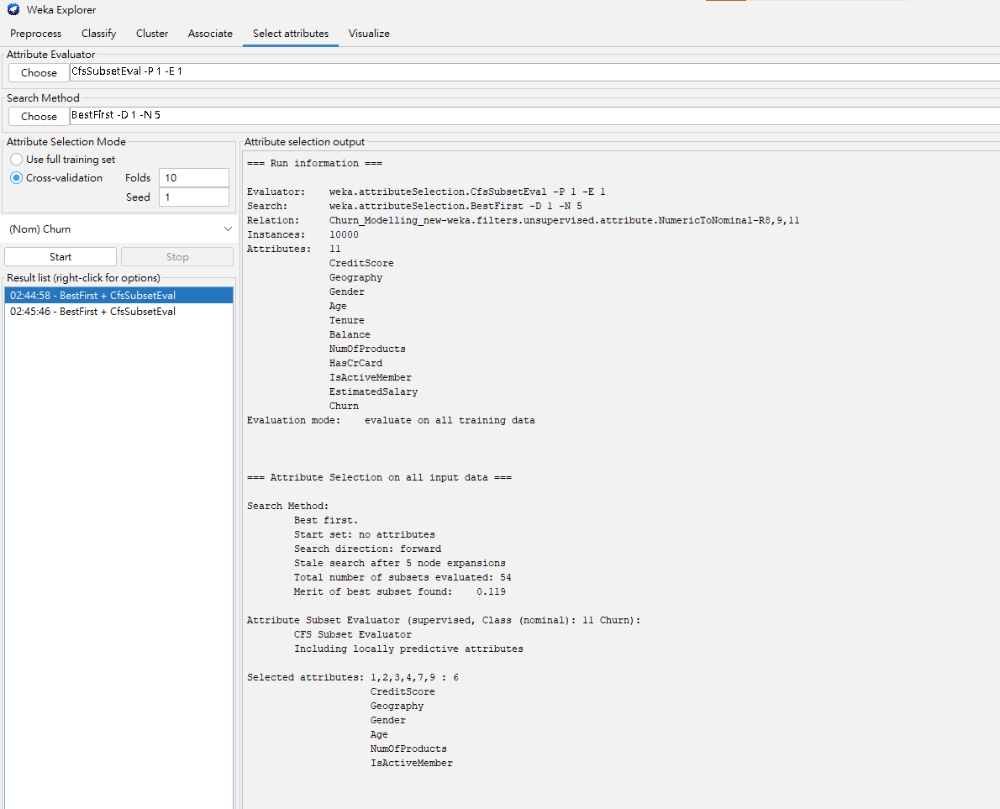 Weka Explorer
Preprocess Classify Cluster Associate Select attributes Visualize
Attribute Evaluator
Choose CfsSubsetEval -P 1 -E 1
Search Method
Choose BestFirst -D 1 -N 5
Attribute Selection Mode
Use full training set
Cross-validation Folds 10
Seed 1
(Nom) Churn
Start Stop
Result list (right-click for options)
02:44:58 - BestFirst + CfsSubsetEval
02:45:46 - BestFirst + CfsSubsetEval
Attribute selection output
=== Run information ===
Evaluator: weka.attributeSelection.CfsSubsetEval -P 1 -E 1
Search: weka.attributeSelection.BestFirst -D 1 -N 5
Relation: Churn_Modelling_new-weka.filters.unsupervised.attribute.NumericToNominal-R8,9,11
Instances: 10000
Attributes: 11
CreditScore
Geography
Gender
Age
Tenure
Balance
NumOfProducts
HasCrCard
IsActiveMember
EstimatedSalary
Churn
Evaluation mode: evaluate on all training data
=== Attribute Selection on all input data ===
Search Method:
Best first.
Start set: no attributes
Search direction: forward
Stale search after 5 node expansions
Total number of subsets evaluated: 54
Merit of best subset found: 0.119
Attribute Subset Evaluator (supervised, Class (nominal): 11 Churn):
CFS Subset Evaluator
Including locally predictive attributes
Selected attributes: 1,2,3,4,7,9 : 6
CreditScore
Geography
Gender
Age
NumOfProducts
IsActiveMember